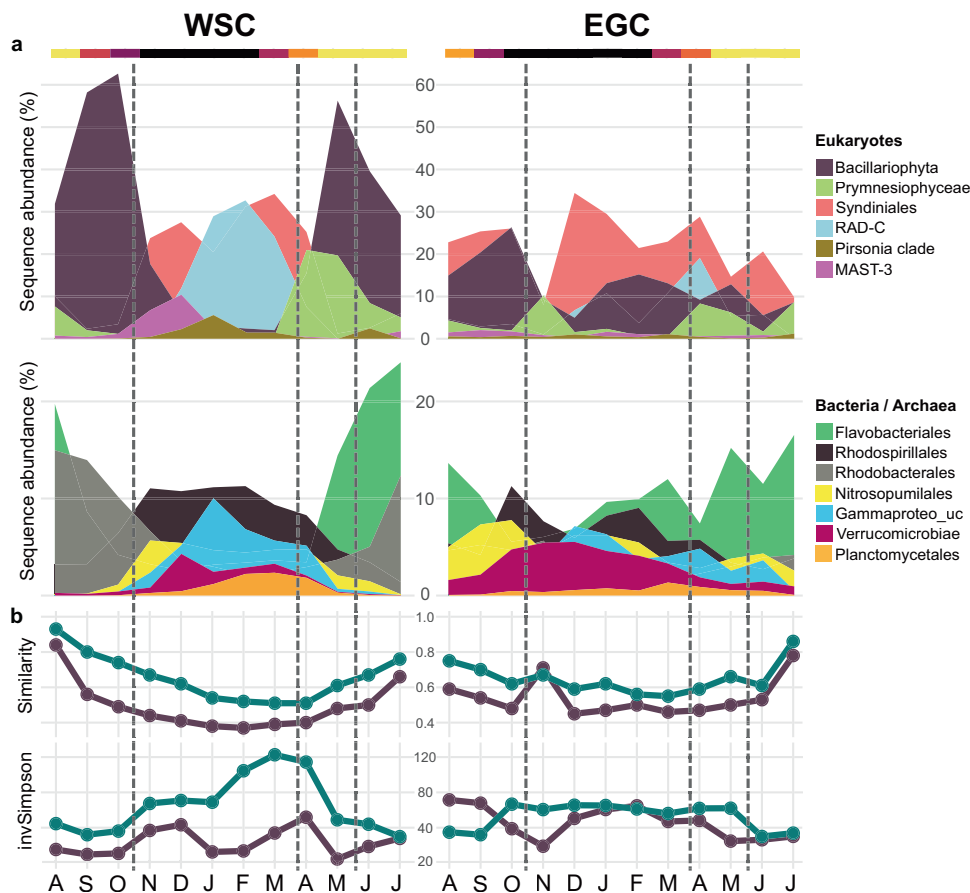 WSC EGC
a
Sequence abundance (%)
60
50
40
30
20
10
0
Eukaryotes
Bacillariophyta
Prymnesiophyceae
Syndiniales
RAD-C
Pirsonia clade
MAST-3
Sequence abundance (%)
20
10
0
Bacteria / Archaea
Flavobacteriales
Rhodospirillales
Rhodobacterales
Nitrosopumilales
Gammaproteo_uc
Verrucomicrobiae
Planctomycetales
b
Similarity
1.0
0.8
0.6
0.4
invSimpson
120
80
40
20
A S O N D J F M A M J J A S O N D J F M A M J J